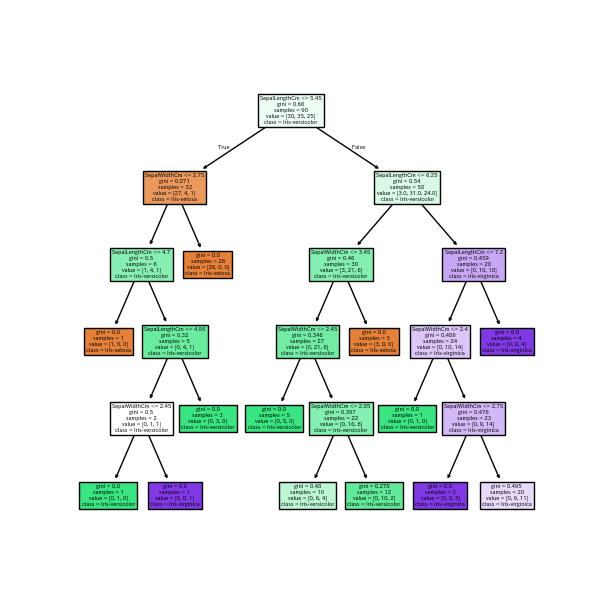 SepalLengthCm <= 5.45
gini = 0.66
samples = 90
value = [30, 35, 25]
class = Iris-versicolor
True
False
SepalWidthCm <= 2.75
gini = 0.271
samples = 32
value = [27, 4, 1]
class = Iris-setosa
SepalLengthCm <= 6.25
gini = 0.54
samples = 58
value = [3.0, 31.0, 24.0]
class = Iris-versicolor
SepalLengthCm <= 4.7
gini = 0.5
samples = 6
value = [1, 4, 1]
class = Iris-versicolor
gini = 0.0
samples = 26
value = [26, 0, 0]
class = Iris-setosa
SepalWidthCm <= 3.45
gini = 0.46
samples = 30
value = [3, 21, 6]
class = Iris-versicolor
SepalLengthCm <= 7.2
gini = 0.459
samples = 28
value = [0, 10, 18]
class = Iris-virginica
gini = 0.0
samples = 1
value = [1, 0, 0]
class = Iris-setosa
SepalLengthCm <= 4.95
gini = 0.32
samples = 5
value = [0, 4, 1]
class = Iris-versicolor
SepalWidthCm <= 2.45
gini = 0.346
samples = 27
value = [0, 21, 6]
class = Iris-versicolor
gini = 0.0
samples = 3
value = [3, 0, 0]
class = Iris-setosa
SepalWidthCm <= 2.4
gini = 0.486
samples = 24
value = [0, 10, 14]
class = Iris-virginica
gini = 0.0
samples = 4
value = [0, 0, 4]
class = Iris-virginica
SepalWidthCm <= 2.45
gini = 0.5
samples = 2
value = [0, 1, 1]
class = Iris-versicolor
gini = 0.0
samples = 3
value = [0, 3, 0]
class = Iris-versicolor
gini = 0.0
samples = 5
value = [0, 5, 0]
class = Iris-versicolor
SepalWidthCm <= 2.85
gini = 0.397
samples = 22
value = [0, 16, 6]
class = Iris-versicolor
gini = 0.0
samples = 1
value = [0, 1, 0]
class = Iris-versicolor
SepalWidthCm <= 2.75
gini = 0.476
samples = 23
value = [0, 9, 14]
class = Iris-virginica
gini = 0.0
samples = 1
value = [0, 1, 0]
class = Iris-versicolor
gini = 0.0
samples = 1
value = [0, 0, 1]
class = Iris-virginica
gini = 0.48
samples = 10
value = [0, 6, 4]
class = Iris-versicolor
gini = 0.278
samples = 12
value = [0, 10, 2]
class = Iris-versicolor
gini = 0.0
samples = 3
value = [0, 0, 3]
class = Iris-virginica
gini = 0.495
samples = 20
value = [0, 9, 11]
class = Iris-virginica